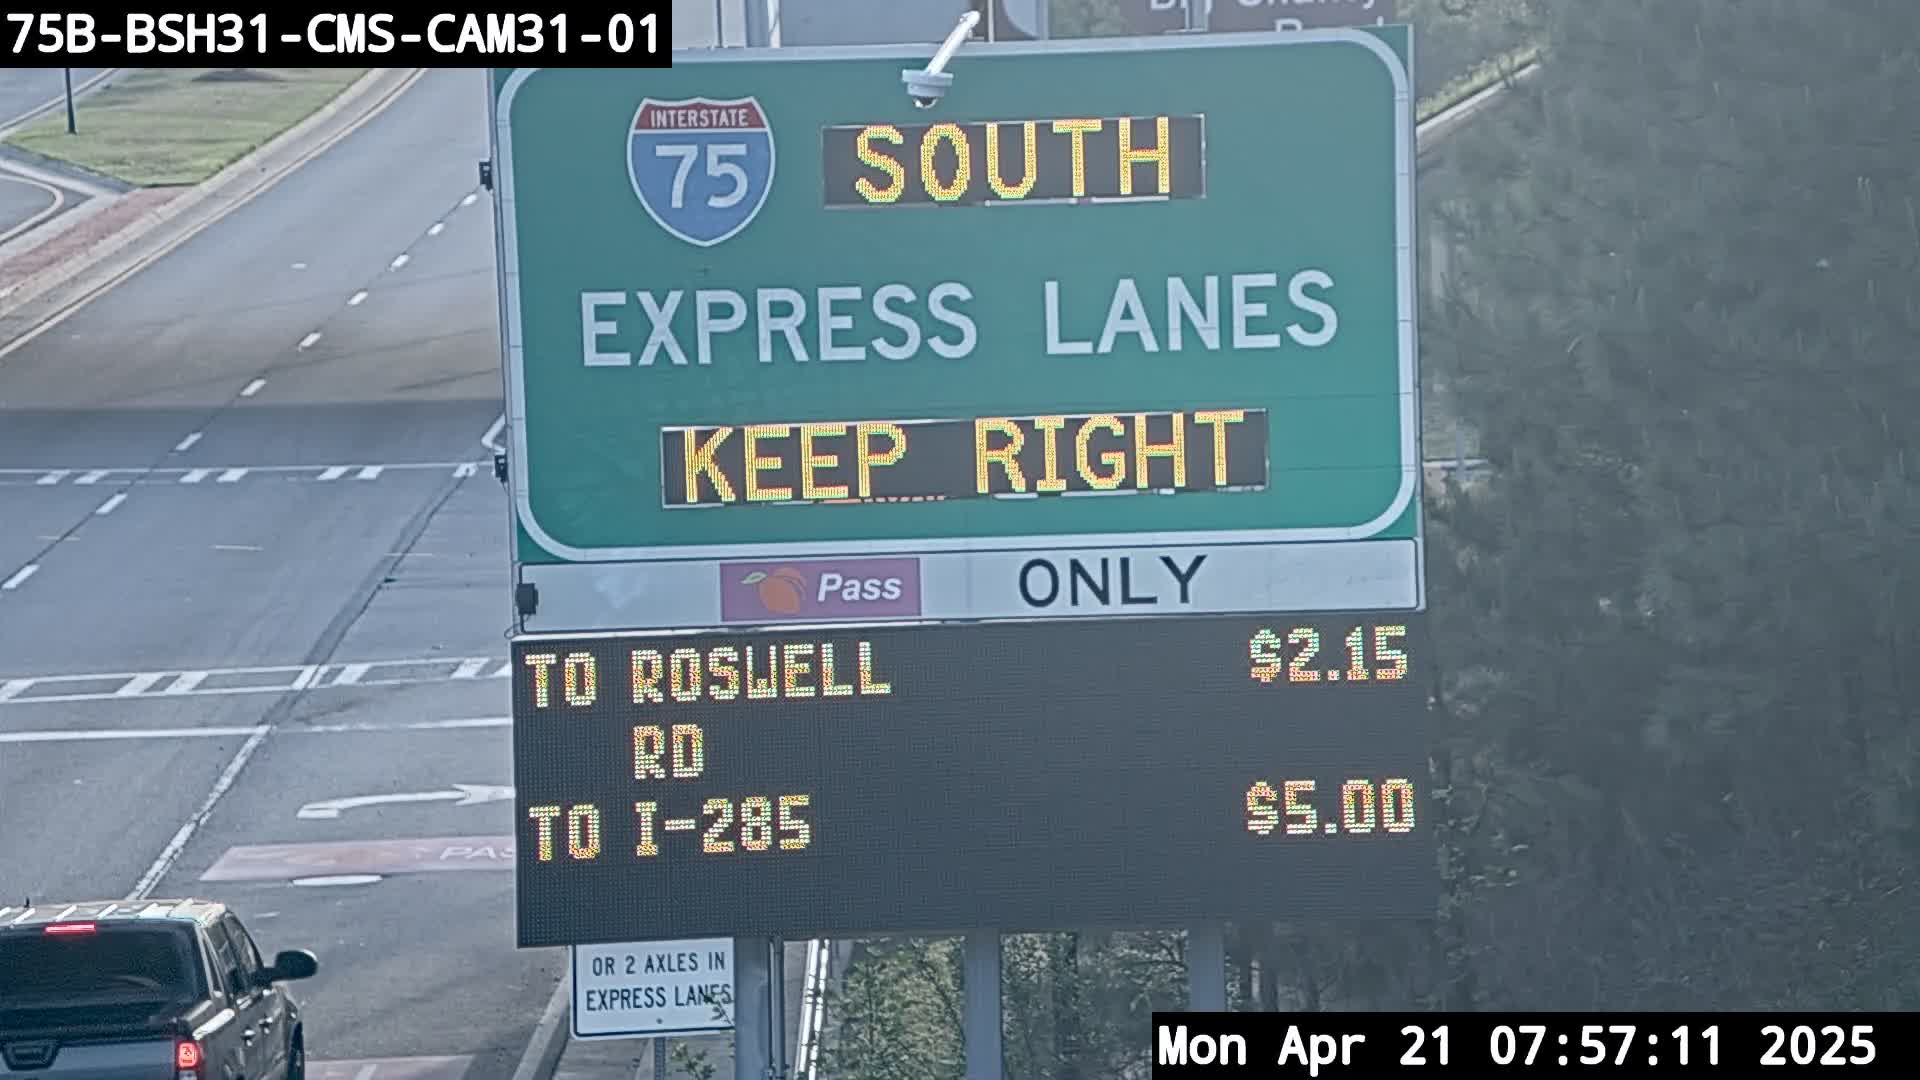 75B-BSH31-CMS-CAM31-01
INTERSTATE
75
SOUTH
EXPRESS LANES
KEEP RIGHT
Pass ONLY
TO ROSWELL $2.15
RD
TO I-285 $5.00
OR 2 AXLES IN
EXPRESS LANES
Mon Apr 21 07:57:11 2025